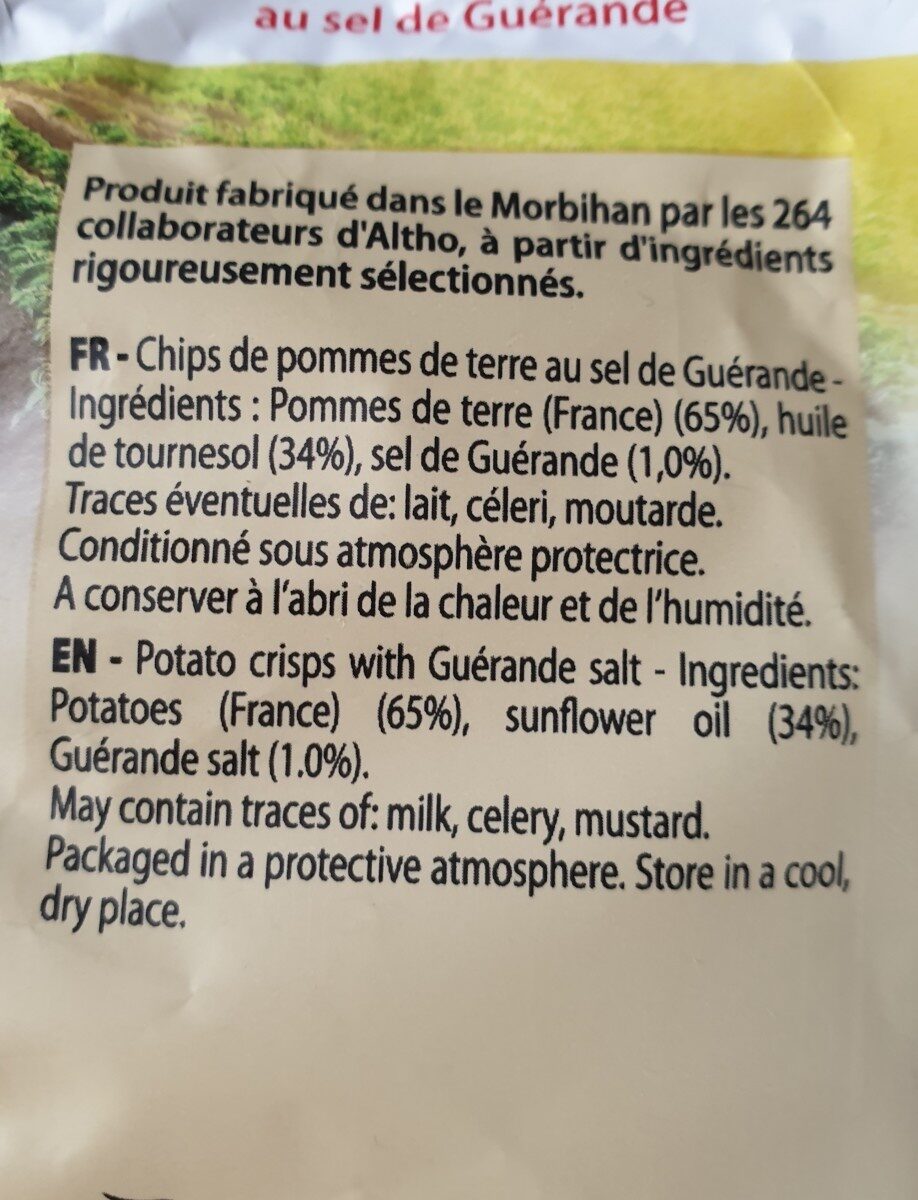 au sel de Guérande
Produit fabriqué dans le Morbihan par les 264
collaborateurs d'Altho, à partir d'ingrédients
rigoureusement sélectionnés.
FR - Chips de pommes de terre au sel de Guérande -
Ingrédients : Pommes de terre (France) (65%), huile
de tournesol (34%), sel de Guérande (1,0%).
Traces éventuelles de: lait, céleri, moutarde.
Conditionné sous atmosphère protectrice.
A conserver à l'abri de la chaleur et de l'humidité.
EN - Potato crisps with Guérande salt - Ingredients:
Potatoes (France) (65%), sunflower oil (34%),
Guérande salt (1.0%).
May contain traces of: milk, celery, mustard.
Packaged in a protective atmosphere. Store in a cool,
dry place.